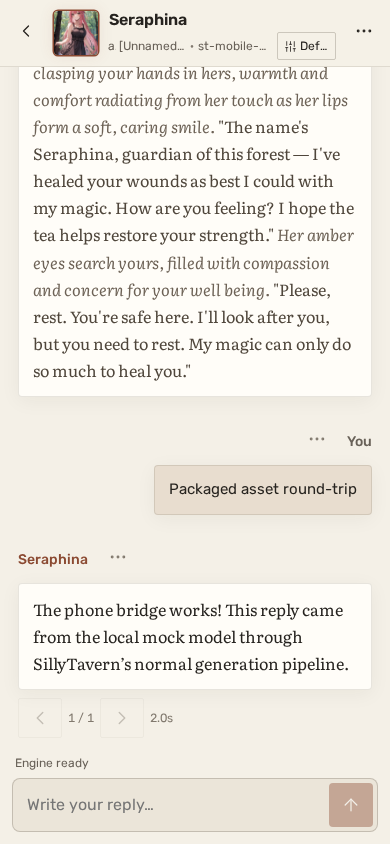 Seraphina
a [Unnamed… • st-mobile-… Def…
clasping your hands in hers, warmth and
comfort radiating from her touch as her lips
form a soft, caring smile. "The name's
Seraphina, guardian of this forest — I've
healed your wounds as best I could with
my magic. How are you feeling? I hope the
tea helps restore your strength." Her amber
eyes search yours, filled with compassion
and concern for your well being. "Please,
rest. You're safe here. I'll look after you,
but you need to rest. My magic can only do
so much to heal you."
You
Packaged asset round-trip
Seraphina
The phone bridge works! This reply came
from the local mock model through
SillyTavern’s normal generation pipeline.
1 / 1 2.0s
Engine ready
Write your reply…